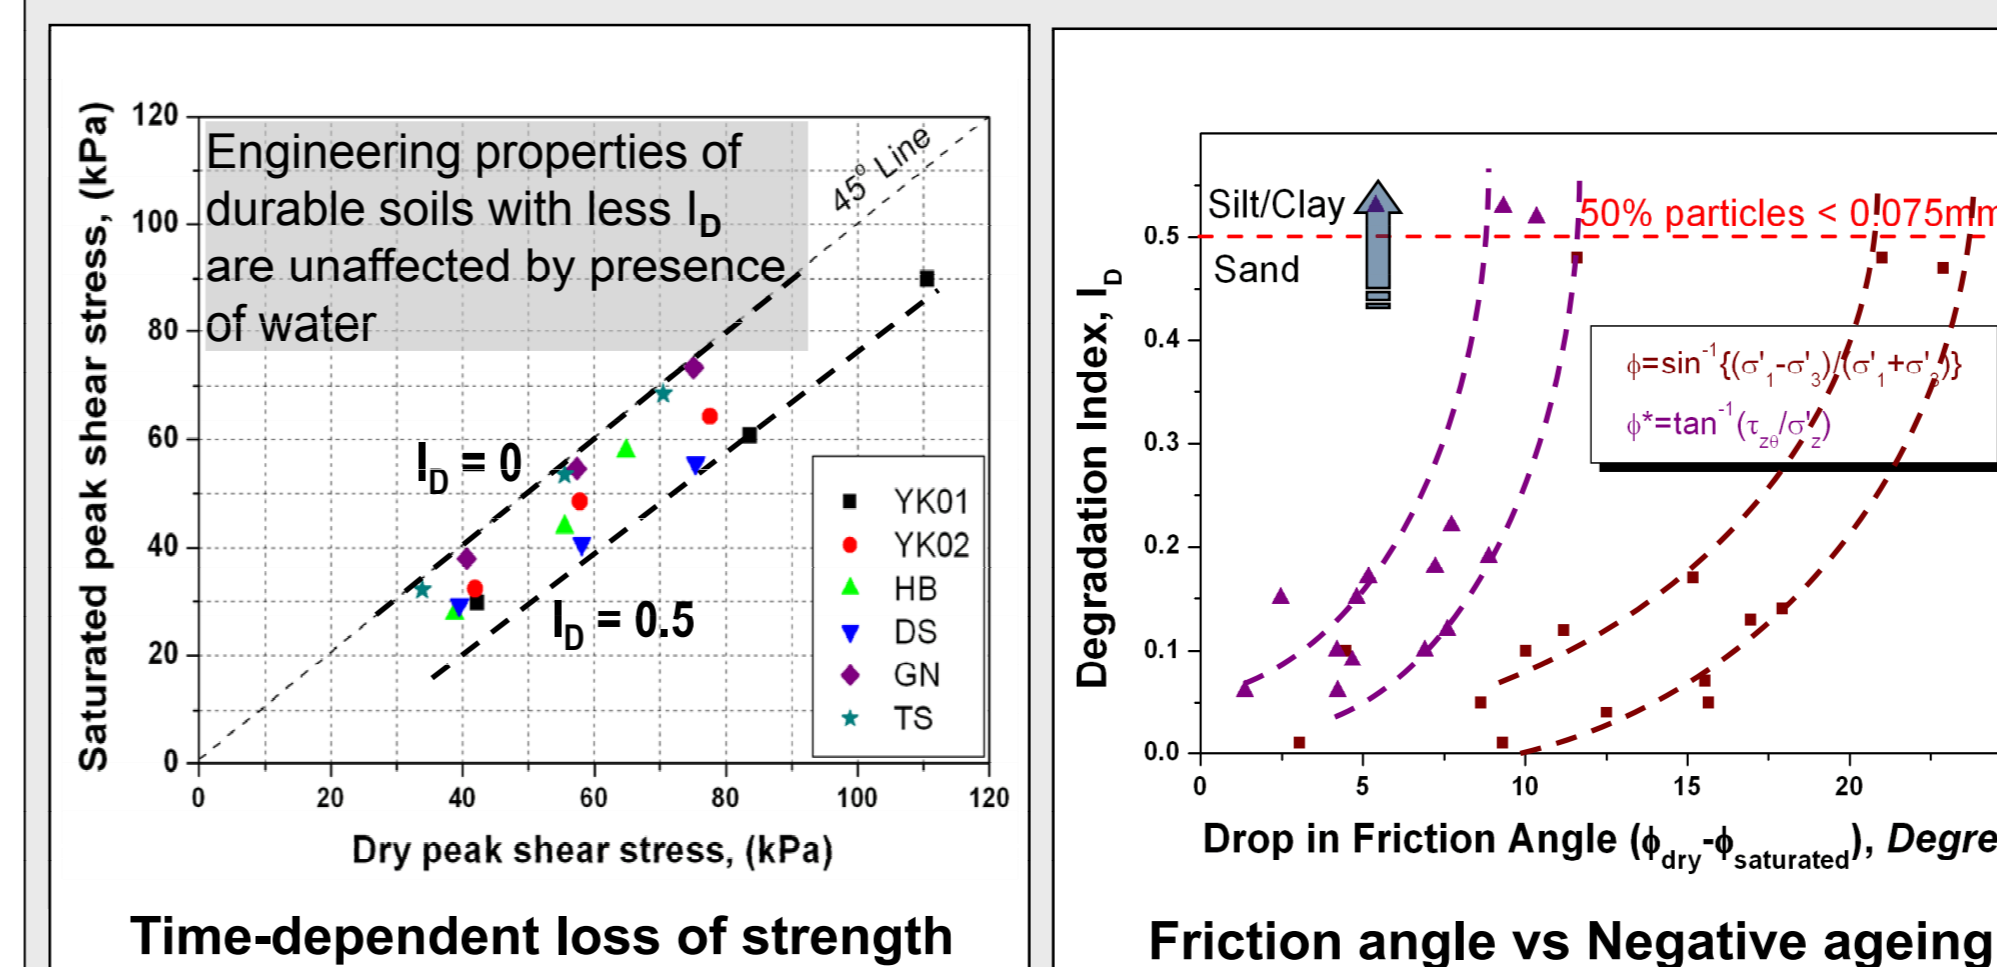 Engineering properties of
durable soils with less I_D
are unaffected by presence
of water
45° Line
I_D = 0
I_D = 0.5
YK01
YK02
HB
DS
GN
TS
Saturated peak shear stress, (kPa)
120
100
80
60
40
20
0
0 20 40 60 80 100 120
Dry peak shear stress, (kPa)
Time-dependent loss of strength
Silt/Clay
50% particles < 0.075mm
Sand
ϕ=sin⁻¹{(σ'₁-σ'₃)/(σ'₁+σ'₃)}
ϕ*=tan⁻¹(τ_zθ/σ'_z)
Degradation Index, I_D
0.5
0.4
0.3
0.2
0.1
0.0
0 5 10 15 20
Drop in Friction Angle (ϕ_dry-ϕ_saturated), Degre
Friction angle vs Negative ageing